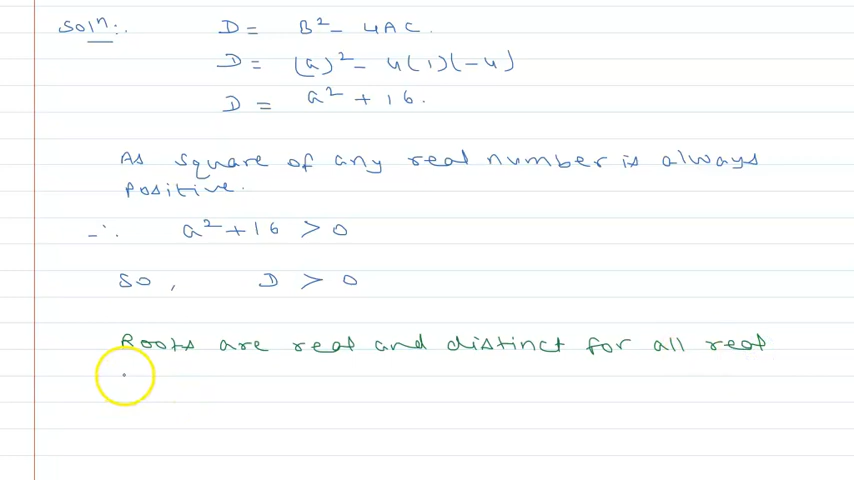 Solⁿ:. D = B² - 4AC.
D = (a)² - 4(1)(-4)
D = a² + 16.
As square of any real number is always
positive.
∴ a² + 16 > 0
So, D > 0
Roots are real and distinct for all real